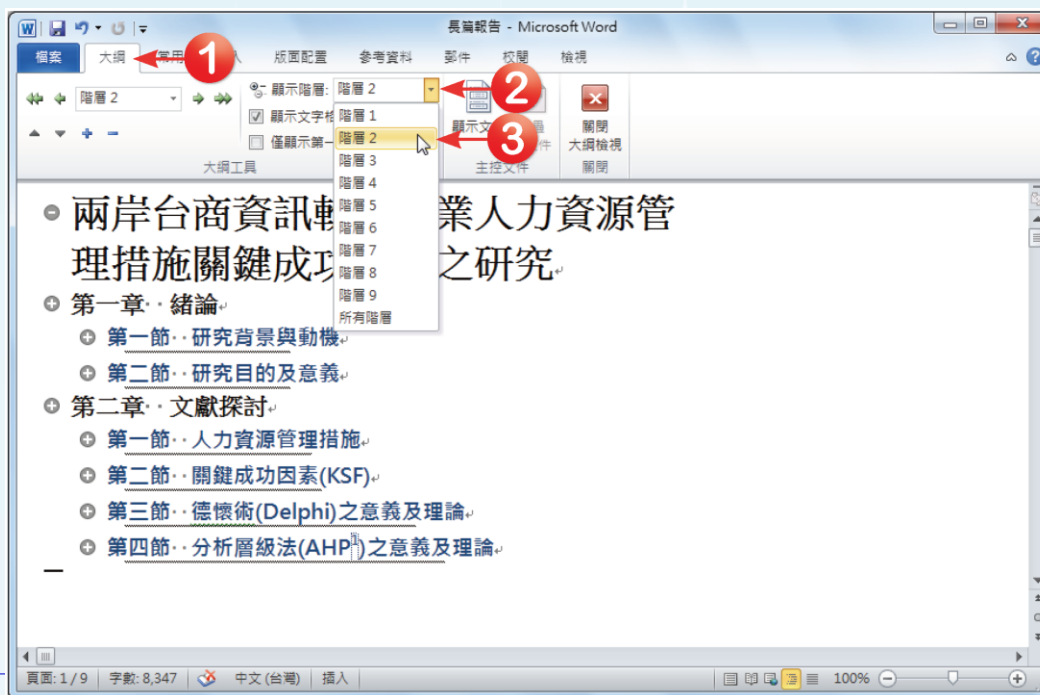 長篇報告 - Microsoft Word
檔案 大綱 常用 版面配置 參考資料 郵件 校閱 檢視
1
階層 2
顯示階層: 階層 2
2
顯示文字格
僅顯示第一
階層 1
階層 2
階層 3
階層 4
階層 5
階層 6
階層 7
階層 8
階層 9
所有階層
3
顯示文
件
關閉
大綱檢視
大綱工具 主控文件 關閉
兩岸台商資訊 業人力資源管
理措施關鍵成功 之研究
第一章 緒論
第一節 研究背景與動機
第二節 研究目的及意義
第二章 文獻探討
第一節 人力資源管理措施
第二節 關鍵成功因素(KSF)
第三節 德懷術(Delphi)之意義及理論
第四節 分析層級法(AHP1)之意義及理論
頁面: 1 / 9 字數: 8,347 中文 (台灣) 插入 100%